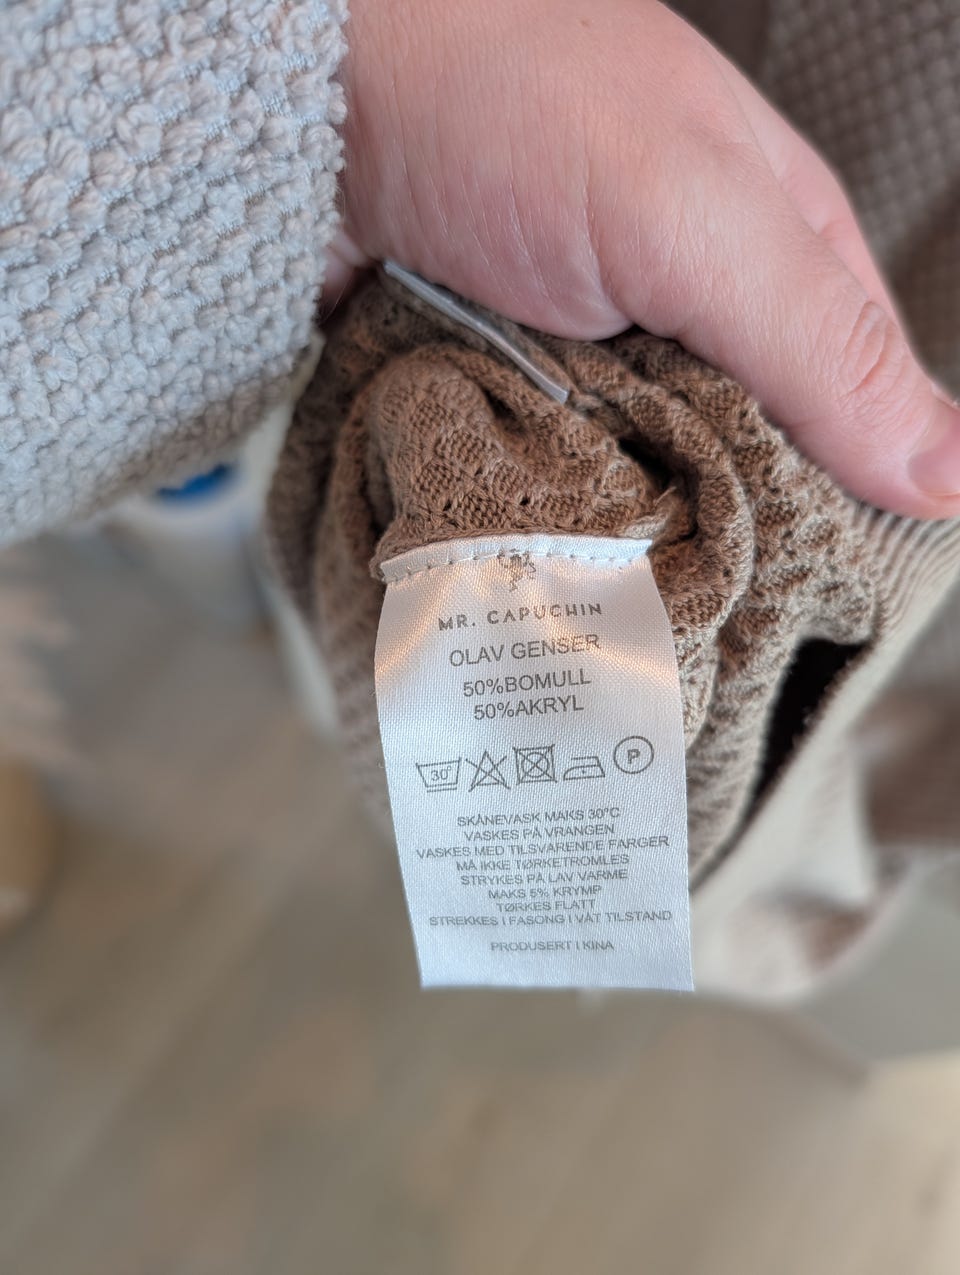 MR. CAPUCHIN
OLAV GENSER
50%BOMULL
50%AKRYL
30°
P
SKÅNEVASK MAKS 30°C
VASKES PÅ VRANGEN
VASKES MED TILSVARENDE FARGER
MÅ IKKE TØRKETROMLES
STRYKES PÅ LAV VARME
MAKS 5% KRYMP
TØRKES FLATT
STREKKES I FASONG I VÅT TILSTAND
PRODUSERT I KINA